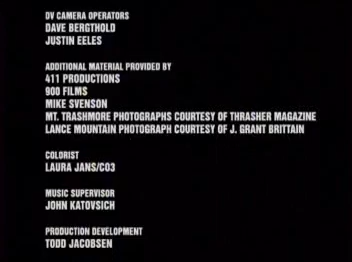 DV CAMERA OPERATORS
DAVE BERGTHOLD
JUSTIN EELES
ADDITIONAL MATERIAL PROVIDED BY
411 PRODUCTIONS
900 FILMS
MIKE SVENSON
MT. TRASHMORE PHOTOGRAPHS COURTESY OF THRASHER MAGAZINE
LANCE MOUNTAIN PHOTOGRAPH COURTESY OF J. GRANT BRITTAIN
COLORIST
LAURA JANS/CO3
MUSIC SUPERVISOR
JOHN KATOVSICH
PRODUCTION DEVELOPMENT
TODD JACOBSEN